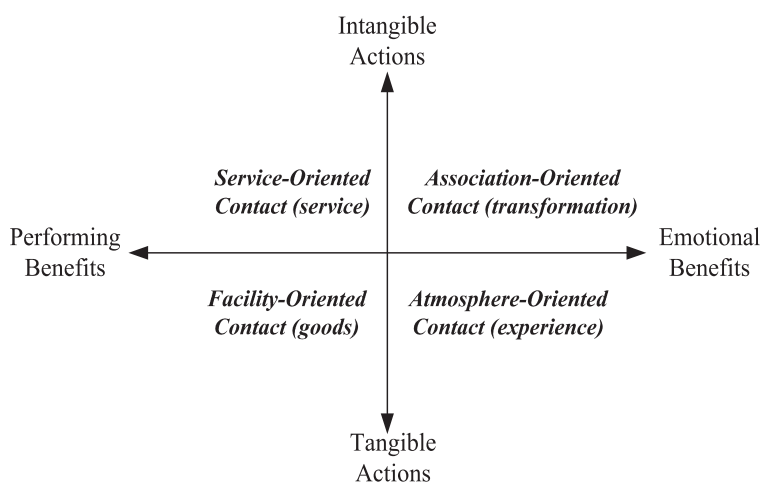 Intangible
Actions
Service-Oriented
Contact (service)
Association-Oriented
Contact (transformation)
Performing
Benefits
Emotional
Benefits
Facility-Oriented
Contact (goods)
Atmosphere-Oriented
Contact (experience)
Tangible
Actions